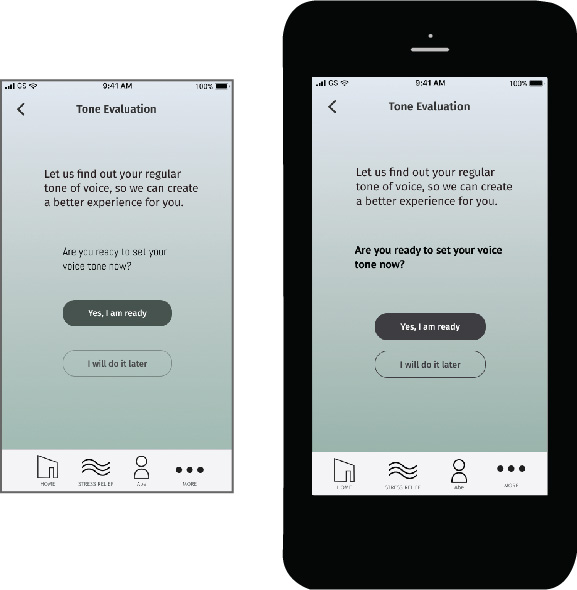 GS 9:41 AM 100%
Tone Evaluation
Let us find out your regular
tone of voice, so we can create
a better experience for you.
Are you ready to set your
voice tone now?
Yes, I am ready
I will do it later
HOME STRESS RELIEF Abe MORE
GS 9:41 AM 100%
Tone Evaluation
Let us find out your regular
tone of voice, so we can create
a better experience for you.
Are you ready to set your voice
tone now?
Yes, I am ready
I will do it later
HOME STRESS RELIEF Abe MORE